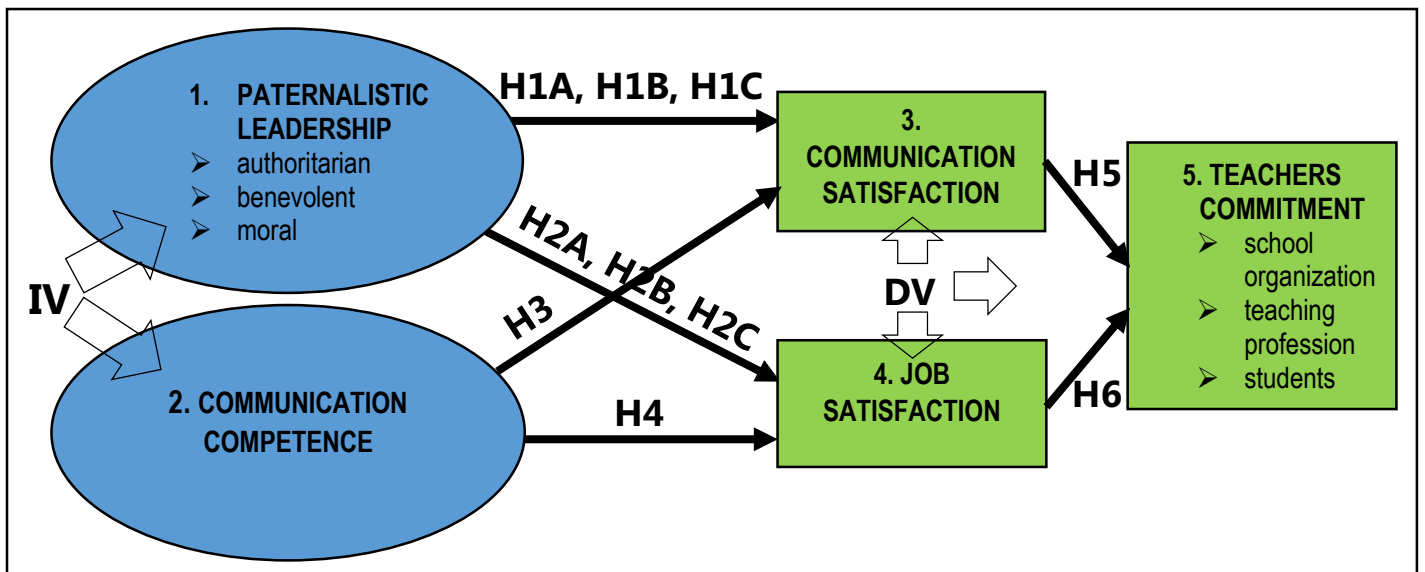 1. PATERNALISTIC
LEADERSHIP
➢ authoritarian
➢ benevolent
➢ moral
H1A, H1B, H1C
3.
COMMUNICATION
SATISFACTION
H5
5. TEACHERS
COMMITMENT
➢ school
organization
➢ teaching
profession
➢ students
IV
H2A, H2B, H2C
H3
DV
2. COMMUNICATION
COMPETENCE
H4
4. JOB
SATISFACTION
H6